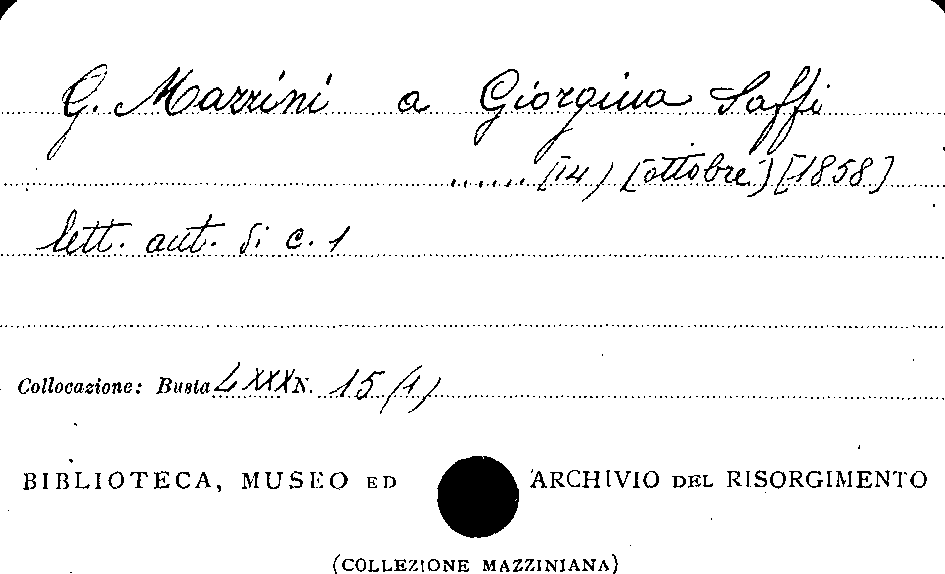 G. Mazzini a Giorgina Saffi
...... [14) [ottobre] [1858]
lett. aut. di c. 1
Collocazione: Busta LXXX N. 15 (1)
BIBLIOTECA, MUSEO ED ARCHIVIO DEL RISORGIMENTO
(COLLEZIONE MAZZINIANA)